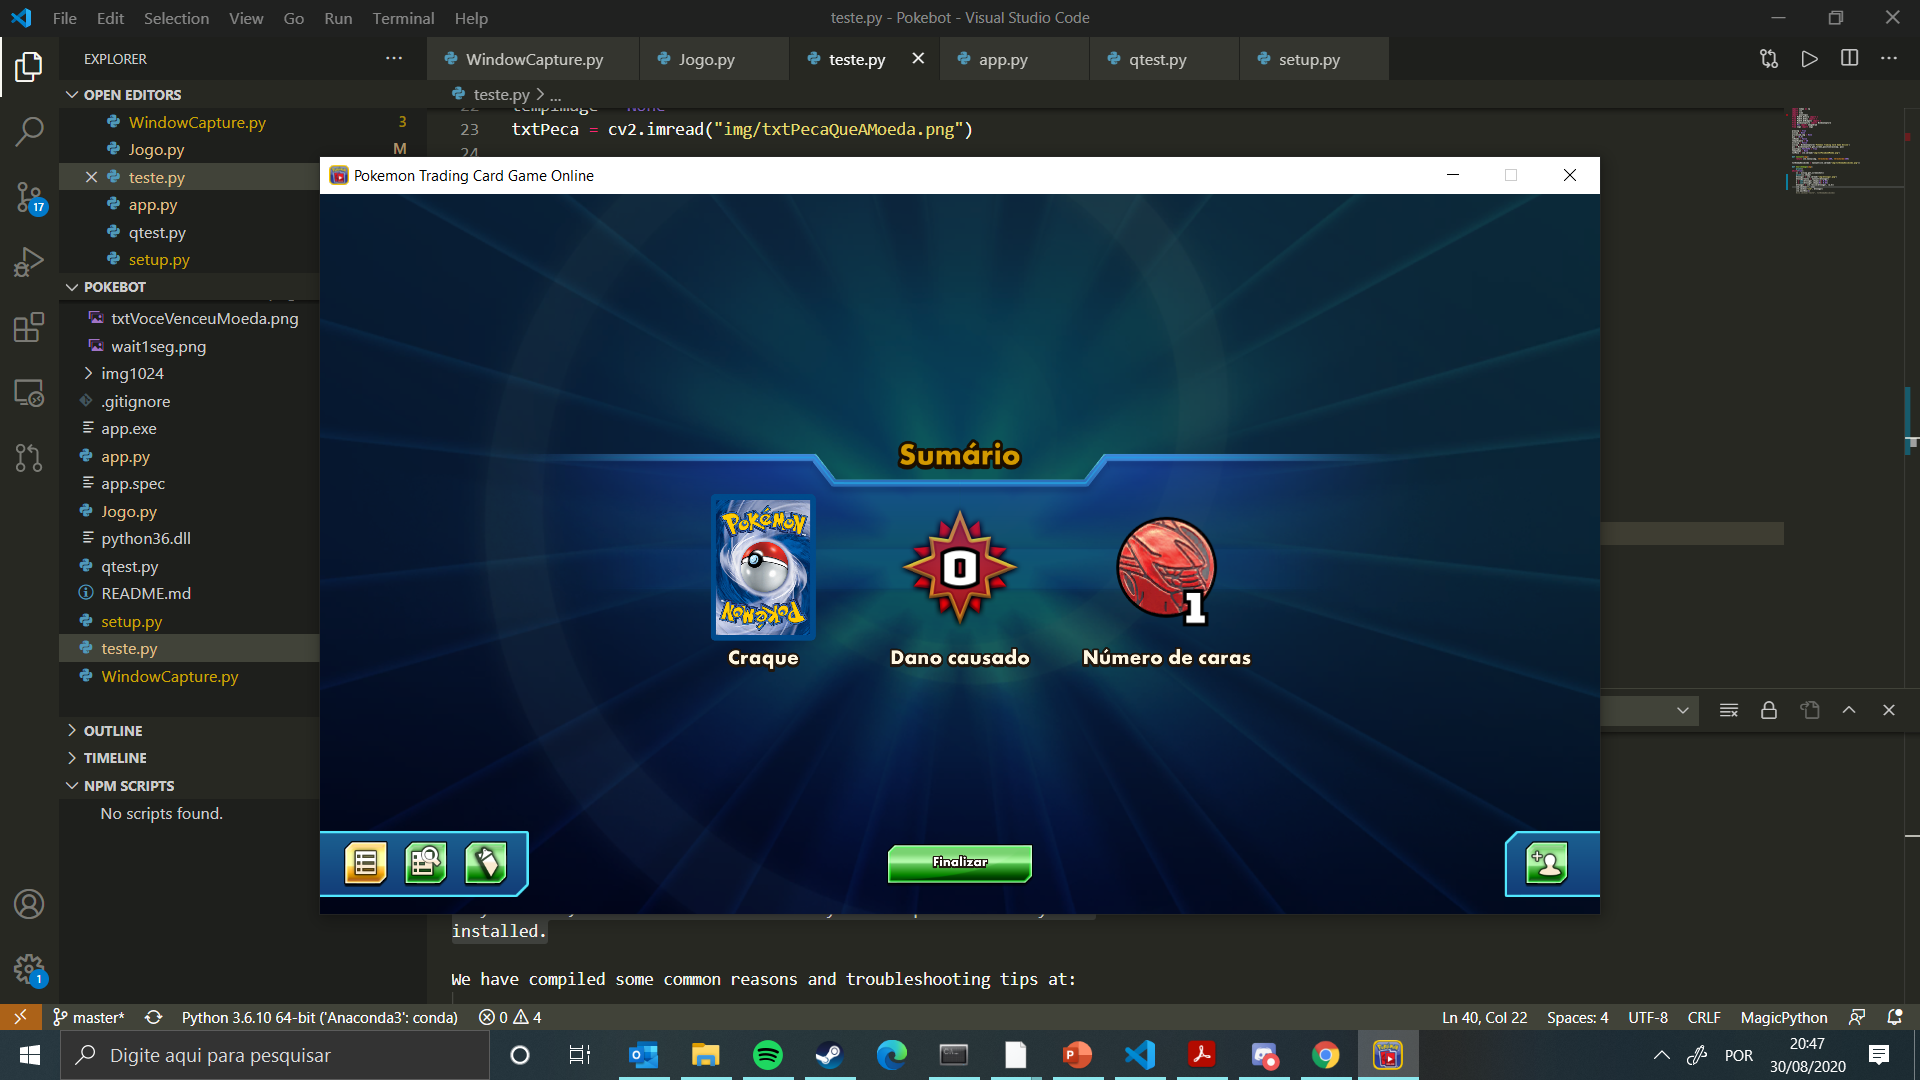 File Edit Selection View Go Run Terminal Help
teste.py - Pokebot - Visual Studio Code
EXPLORER
WindowCapture.py
Jogo.py
teste.py
app.py
qtest.py
setup.py
OPEN EDITORS
teste.py > ...
WindowCapture.py 3
23 txtPeca = cv2.imread("img/txtPecaQueAMoeda.png")
Jogo.py M
24
teste.py
Pokemon Trading Card Game Online
app.py
17
qtest.py
setup.py
POKEBOT
txtVoceVenceuMoeda.png
wait1seg.png
img1024
.gitignore
app.exe
app.py
app.spec
Jogo.py
python36.dll
qtest.py
README.md
setup.py
teste.py
WindowCapture.py
Sumário
POKéMON
POKéMON
0
1
Craque
Dano causado
Número de caras
OUTLINE
TIMELINE
NPM SCRIPTS
No scripts found.
Finalizar
installed.
We have compiled some common reasons and troubleshooting tips at:
1
master* Python 3.6.10 64-bit ('Anaconda3': conda) 0 4
Ln 40, Col 22 Spaces: 4 UTF-8 CRLF MagicPython
Digite aqui para pesquisar
POR
20:47
30/08/2020